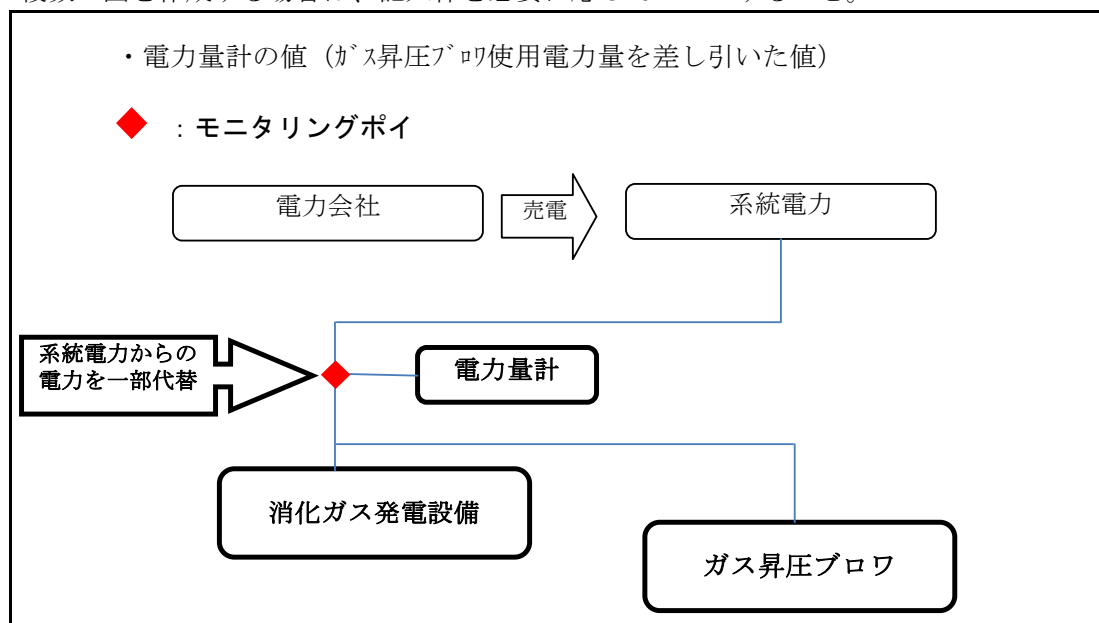 ・電力量計の値（ｶﾞｽ昇圧ﾌﾞﾛﾜ使用電力量を差し引いた値）
：モニタリングポイ
電力会社
売電
系統電力
系統電力からの
電力を一部代替
電力量計
消化ガス発電設備
ガス昇圧ブロワ